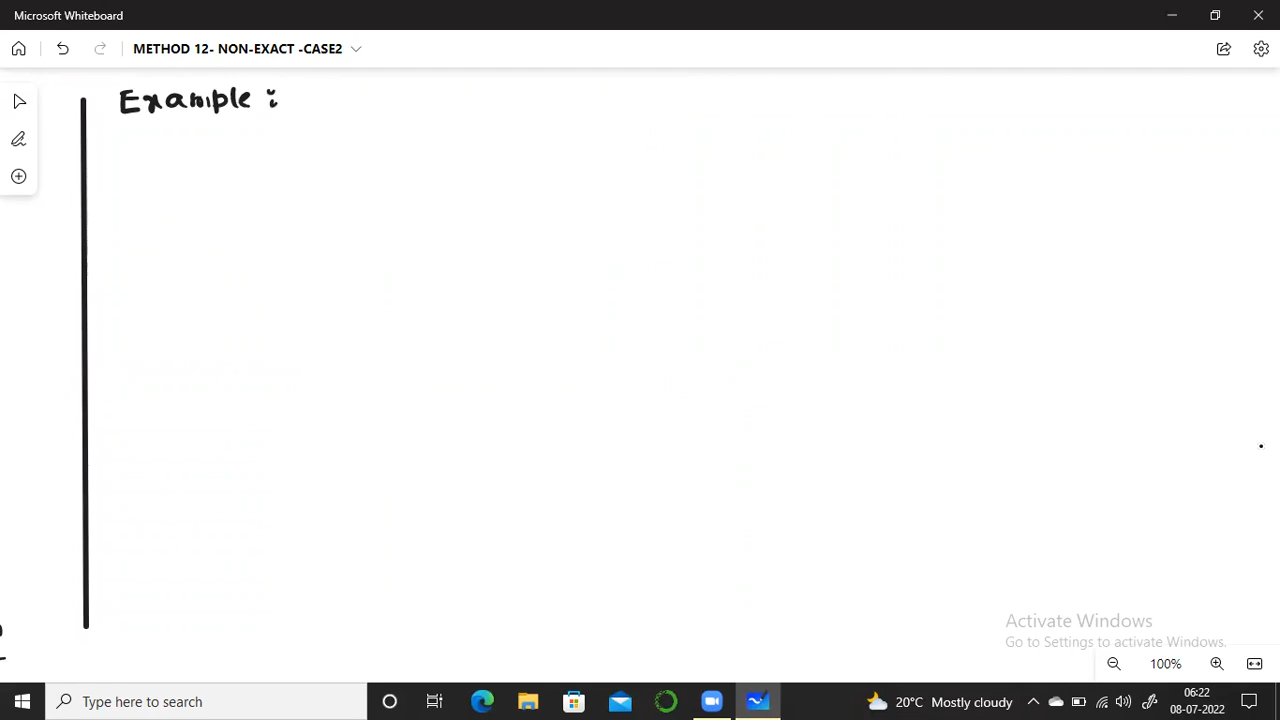 Microsoft Whiteboard
METHOD 12- NON-EXACT -CASE2
Example :
Activate Windows
Go to Settings to activate Windows.
100%
Type here to search
20°C Mostly cloudy
06:22
08-07-2022